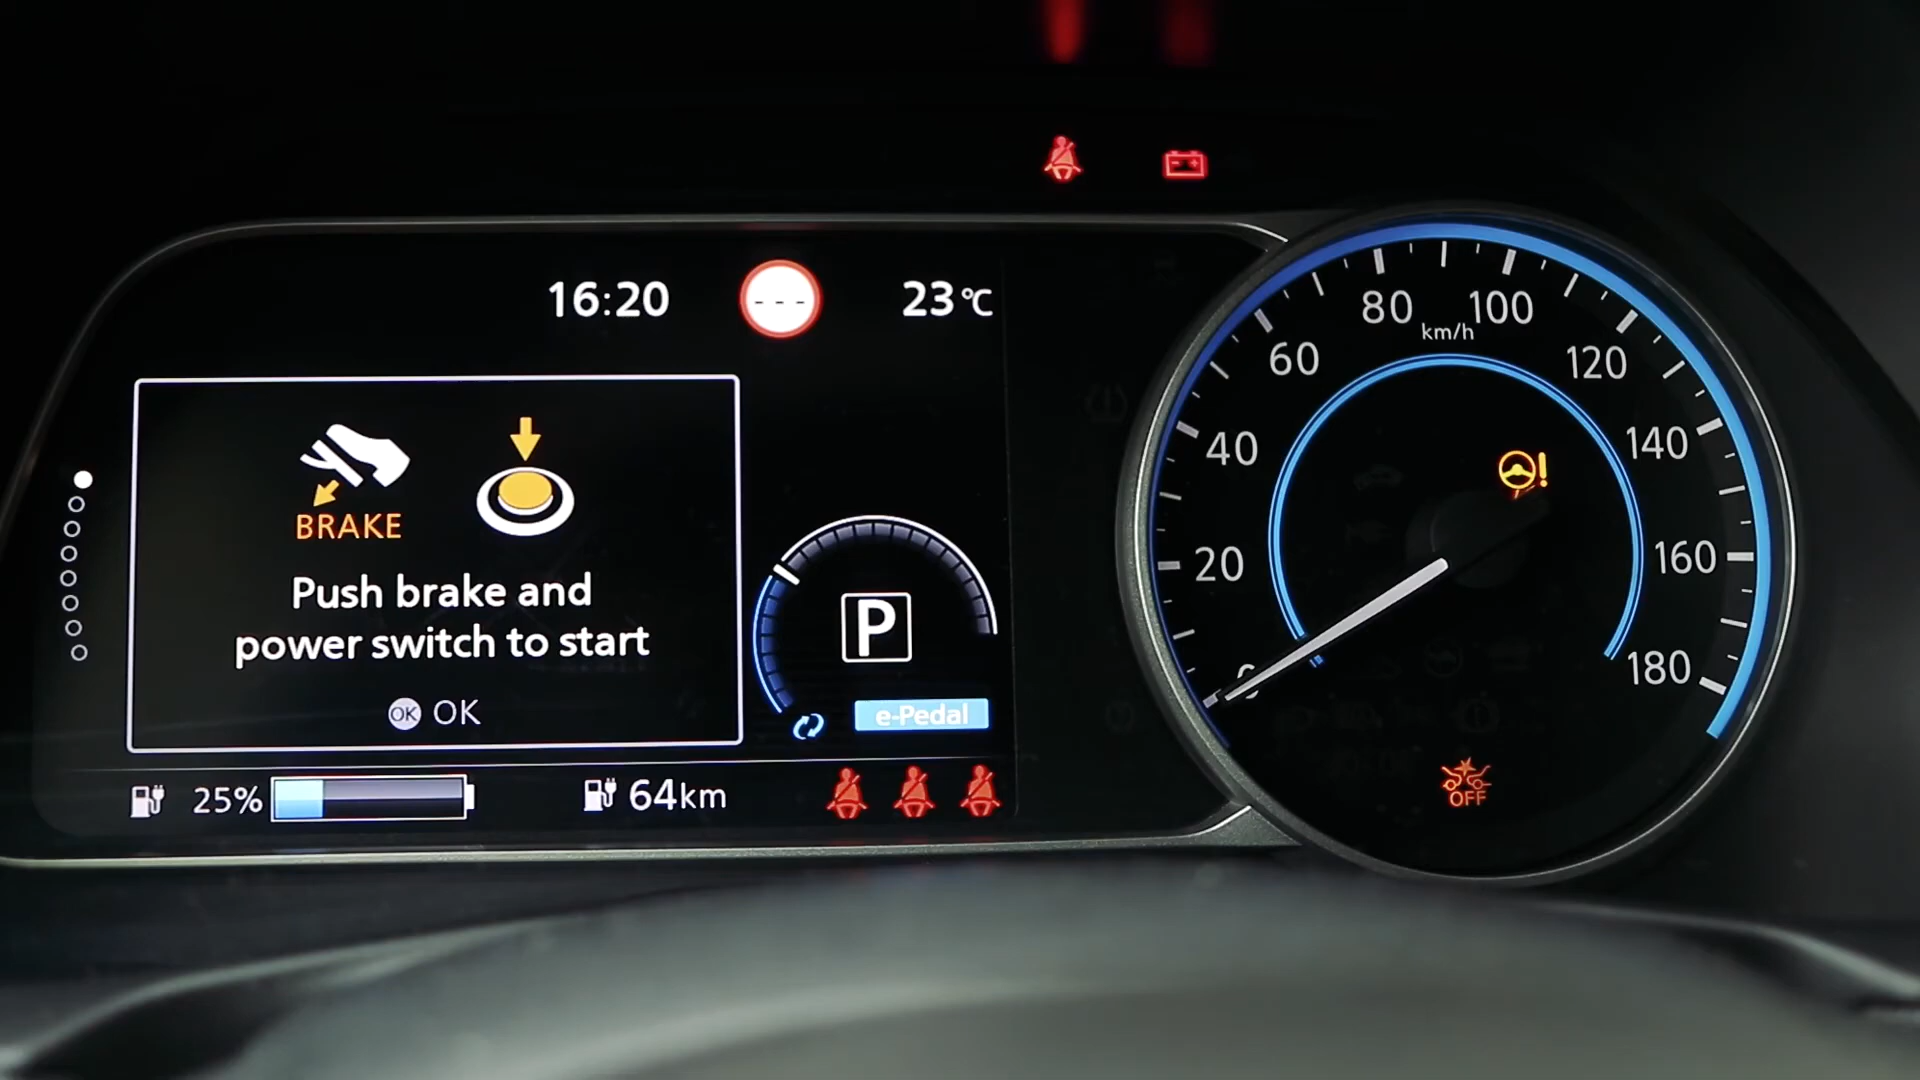 16:20
---
23°C
BRAKE
Push brake and
power switch to start
OK OK
P
e-Pedal
25%
64km
0
20
40
60
80
100
120
140
160
180
km/h
OFF